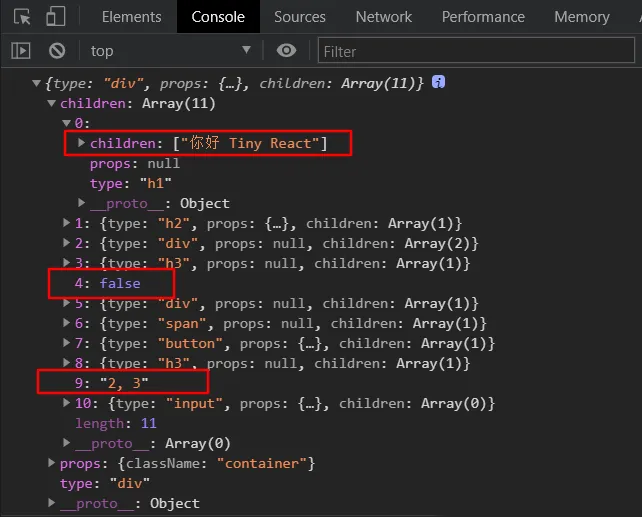 Elements Console Sources Network Performance Memory
top Filter
{type: "div", props: {…}, children: Array(11)} i
children: Array(11)
0:
children: ["你好 Tiny React"]
props: null
type: "h1"
__proto__: Object
1: {type: "h2", props: {…}, children: Array(1)}
2: {type: "div", props: null, children: Array(2)}
3: {type: "h3", props: null, children: Array(1)}
4: false
5: {type: "div", props: null, children: Array(1)}
6: {type: "span", props: null, children: Array(1)}
7: {type: "button", props: {…}, children: Array(1)}
8: {type: "h3", props: null, children: Array(1)}
9: "2, 3"
10: {type: "input", props: {…}, children: Array(0)}
length: 11
__proto__: Array(0)
props: {className: "container"}
type: "div"
__proto__: Object